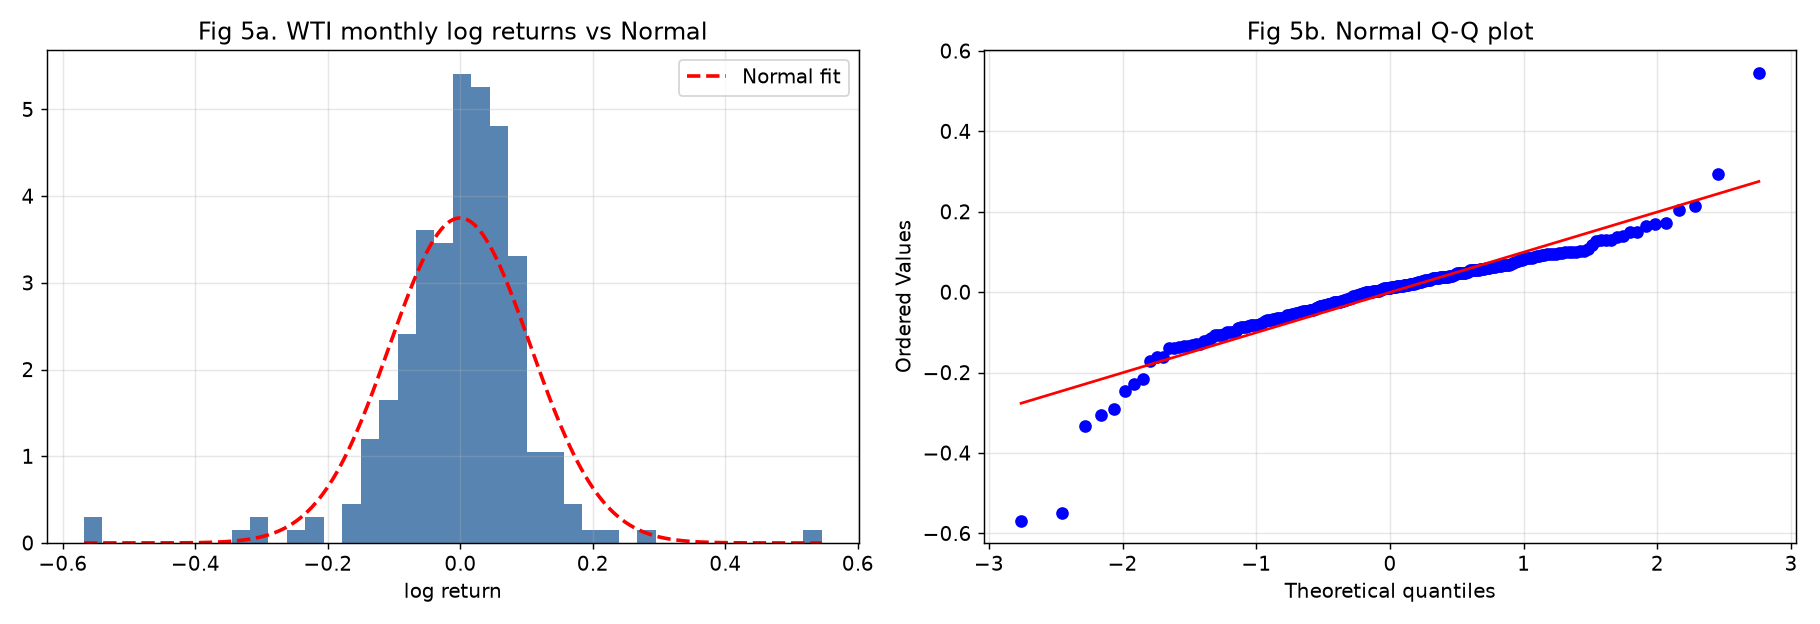 Fig 5a. WTI monthly log returns vs Normal
Normal fit
5
4
3
2
1
0
−0.6 −0.4 −0.2 0.0 0.2 0.4 0.6
log return
Fig 5b. Normal Q-Q plot
Ordered Values
0.6
0.4
0.2
0.0
−0.2
−0.4
−0.6
−3 −2 −1 0 1 2 3
Theoretical quantiles